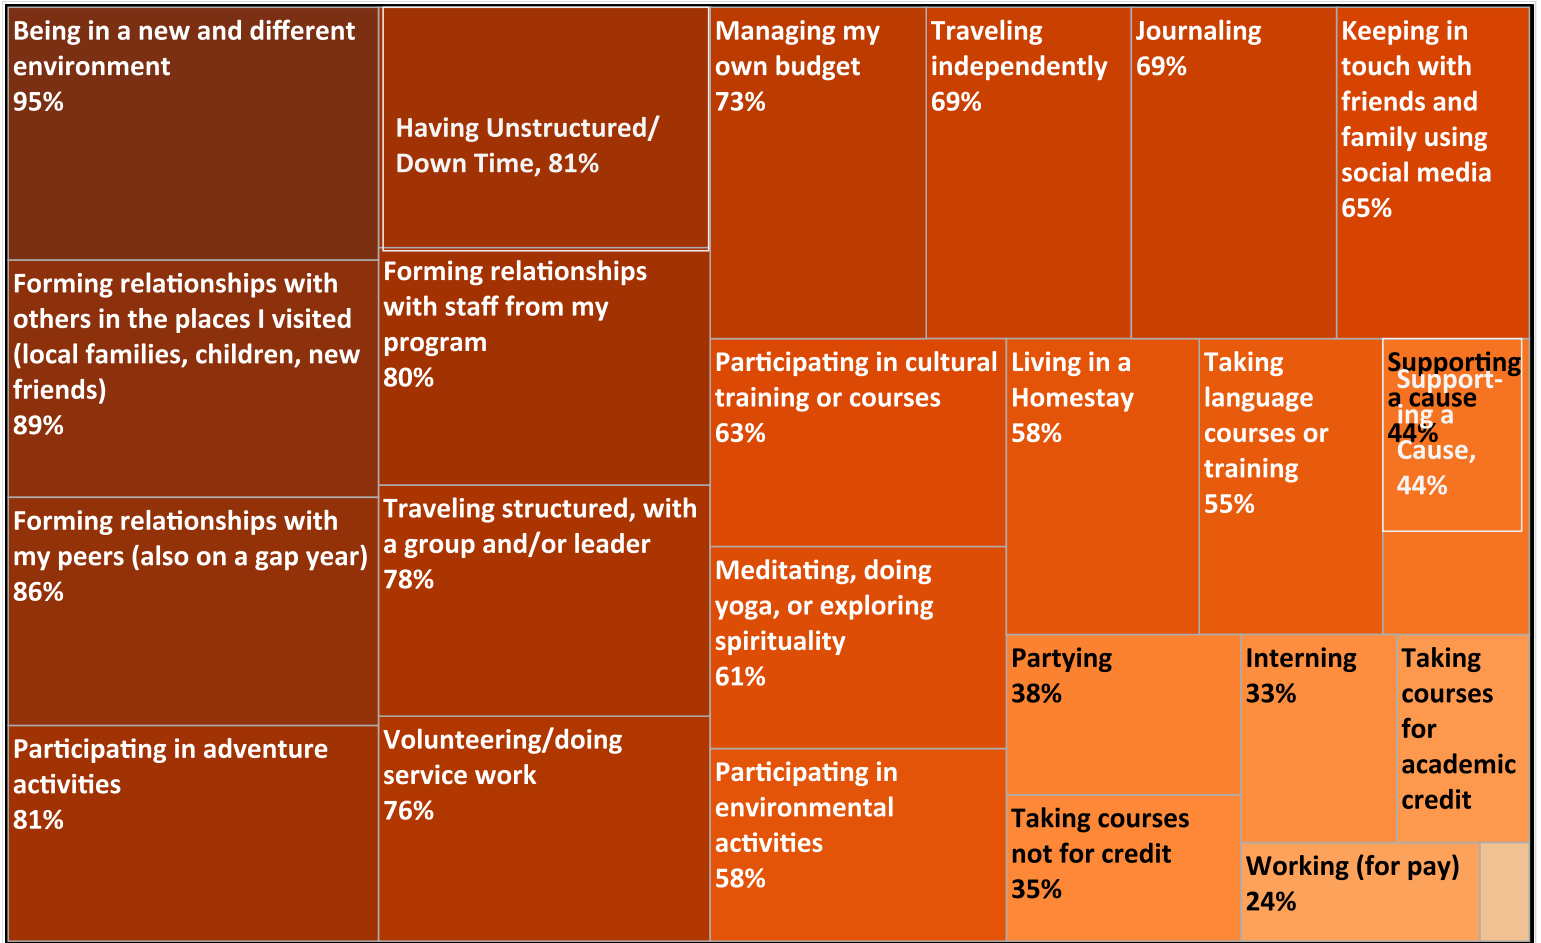 Being in a new and different
environment
95%
Forming relationships with
others in the places I visited
(local families, children, new
friends)
89%
Forming relationships with
my peers (also on a gap year)
86%
Participating in adventure
activities
81%
Having Unstructured/
Down Time, 81%
Forming relationships
with staff from my
program
80%
Traveling structured, with
a group and/or leader
78%
Volunteering/doing
service work
76%
Managing my
own budget
73%
Traveling
independently
69%
Journaling
69%
Keeping in
touch with
friends and
family using
social media
65%
Participating in cultural
training or courses
63%
Meditating, doing
yoga, or exploring
spirituality
61%
Participating in
environmental
activities
58%
Living in a
Homestay
58%
Taking
language
courses or
training
55%
Supporting
a cause
44%
Support-
ing a
Cause,
44%
Partying
38%
Taking courses
not for credit
35%
Interning
33%
Taking
courses
for
academic
credit
Working (for pay)
24%